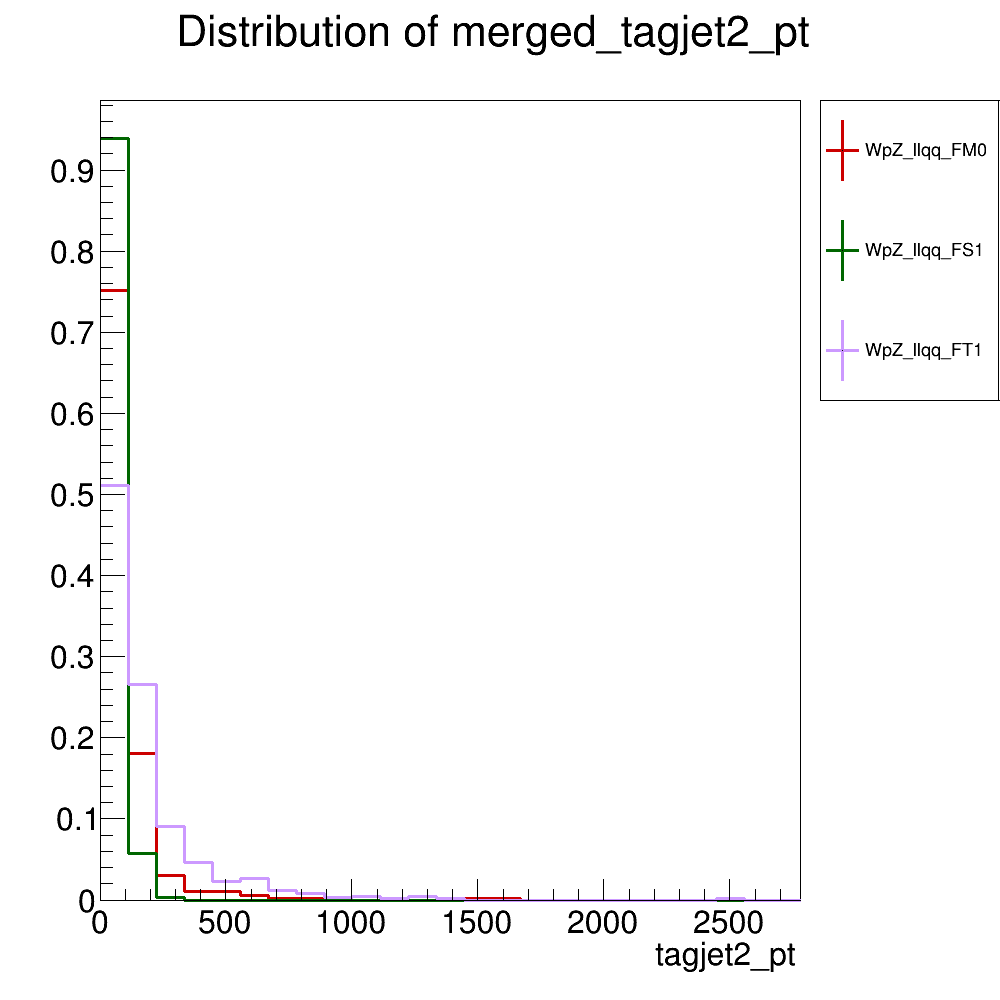 Distribution of merged_tagjet2_pt
0.9
0.8
0.7
0.6
0.5
0.4
0.3
0.2
0.1
0
0 500 1000 1500 2000 2500
tagjet2_pt
WpZ_llqq_FM0
WpZ_llqq_FS1
WpZ_llqq_FT1